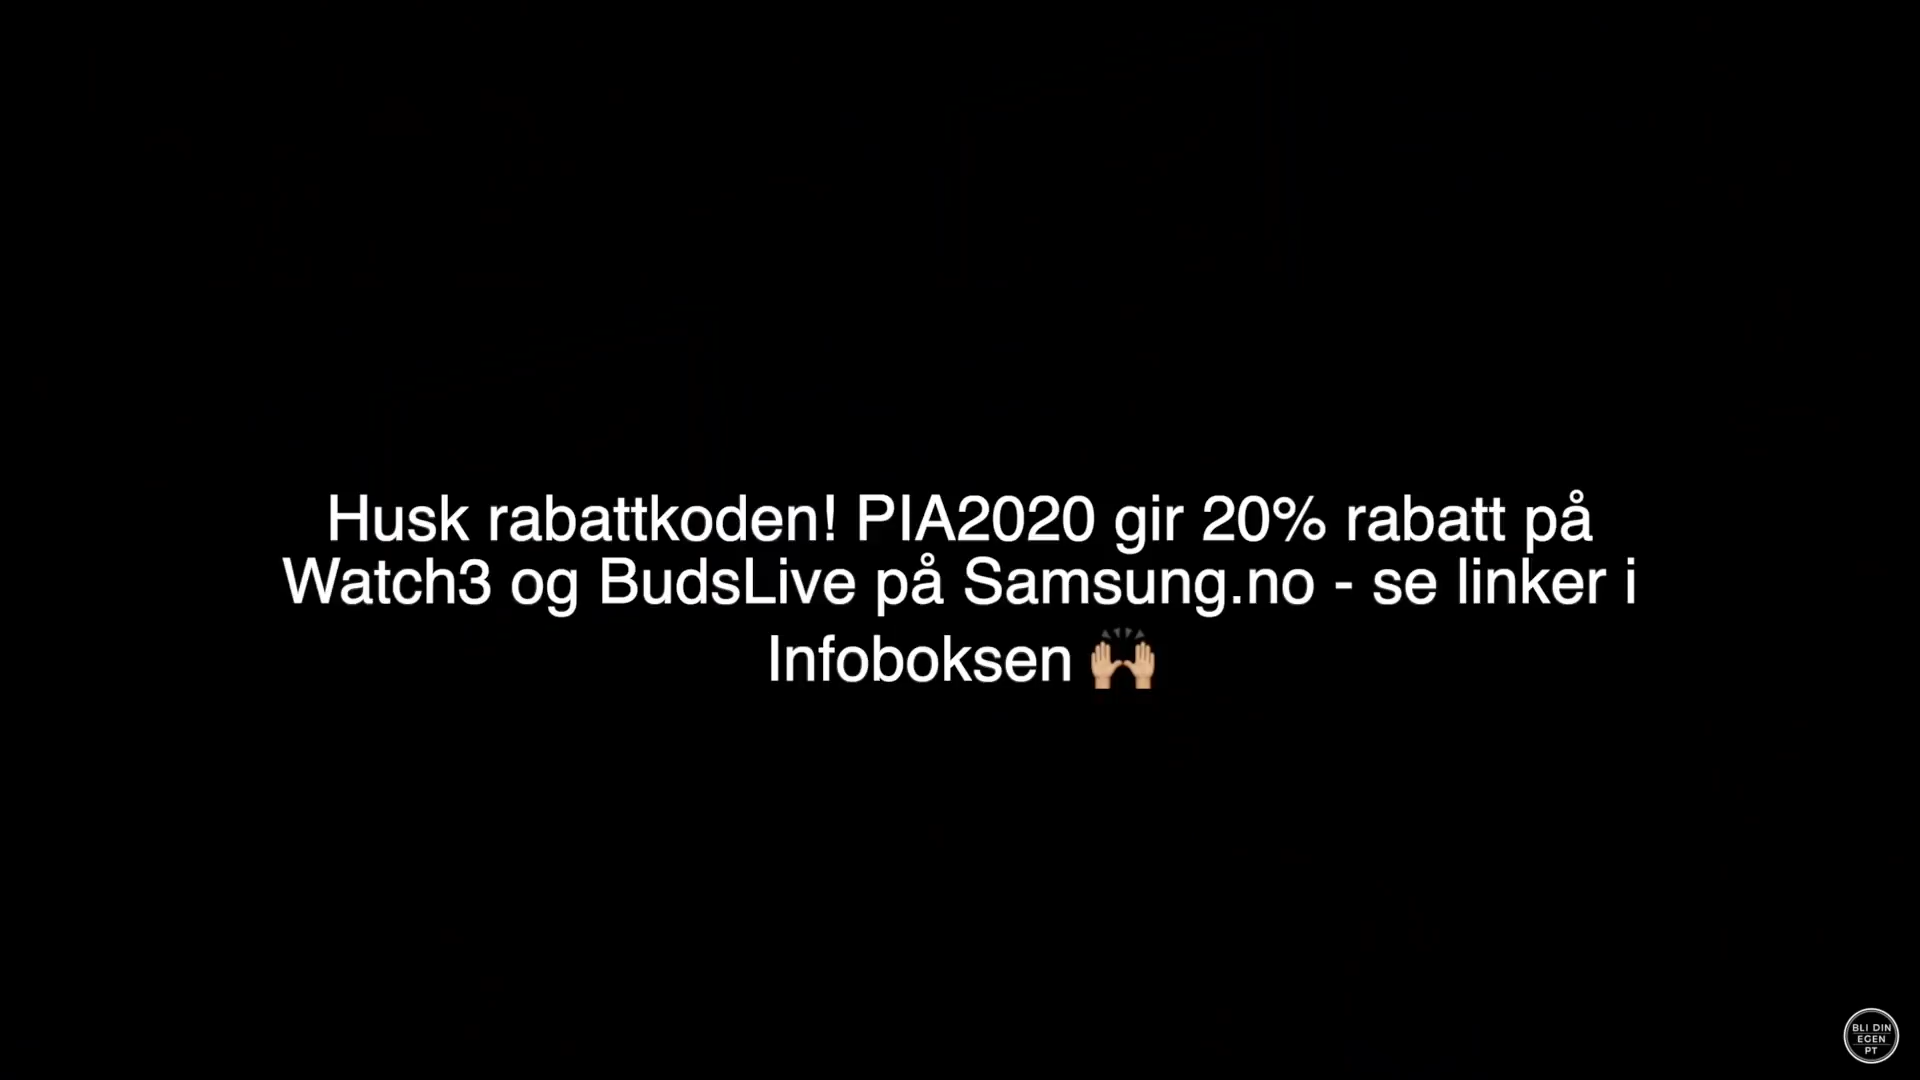 Husk rabattkoden! PIA2020 gir 20% rabatt på
Watch3 og BudsLive på Samsung.no - se linker i
Infoboksen 🙌🏼
BLI DIN
EGEN
PT